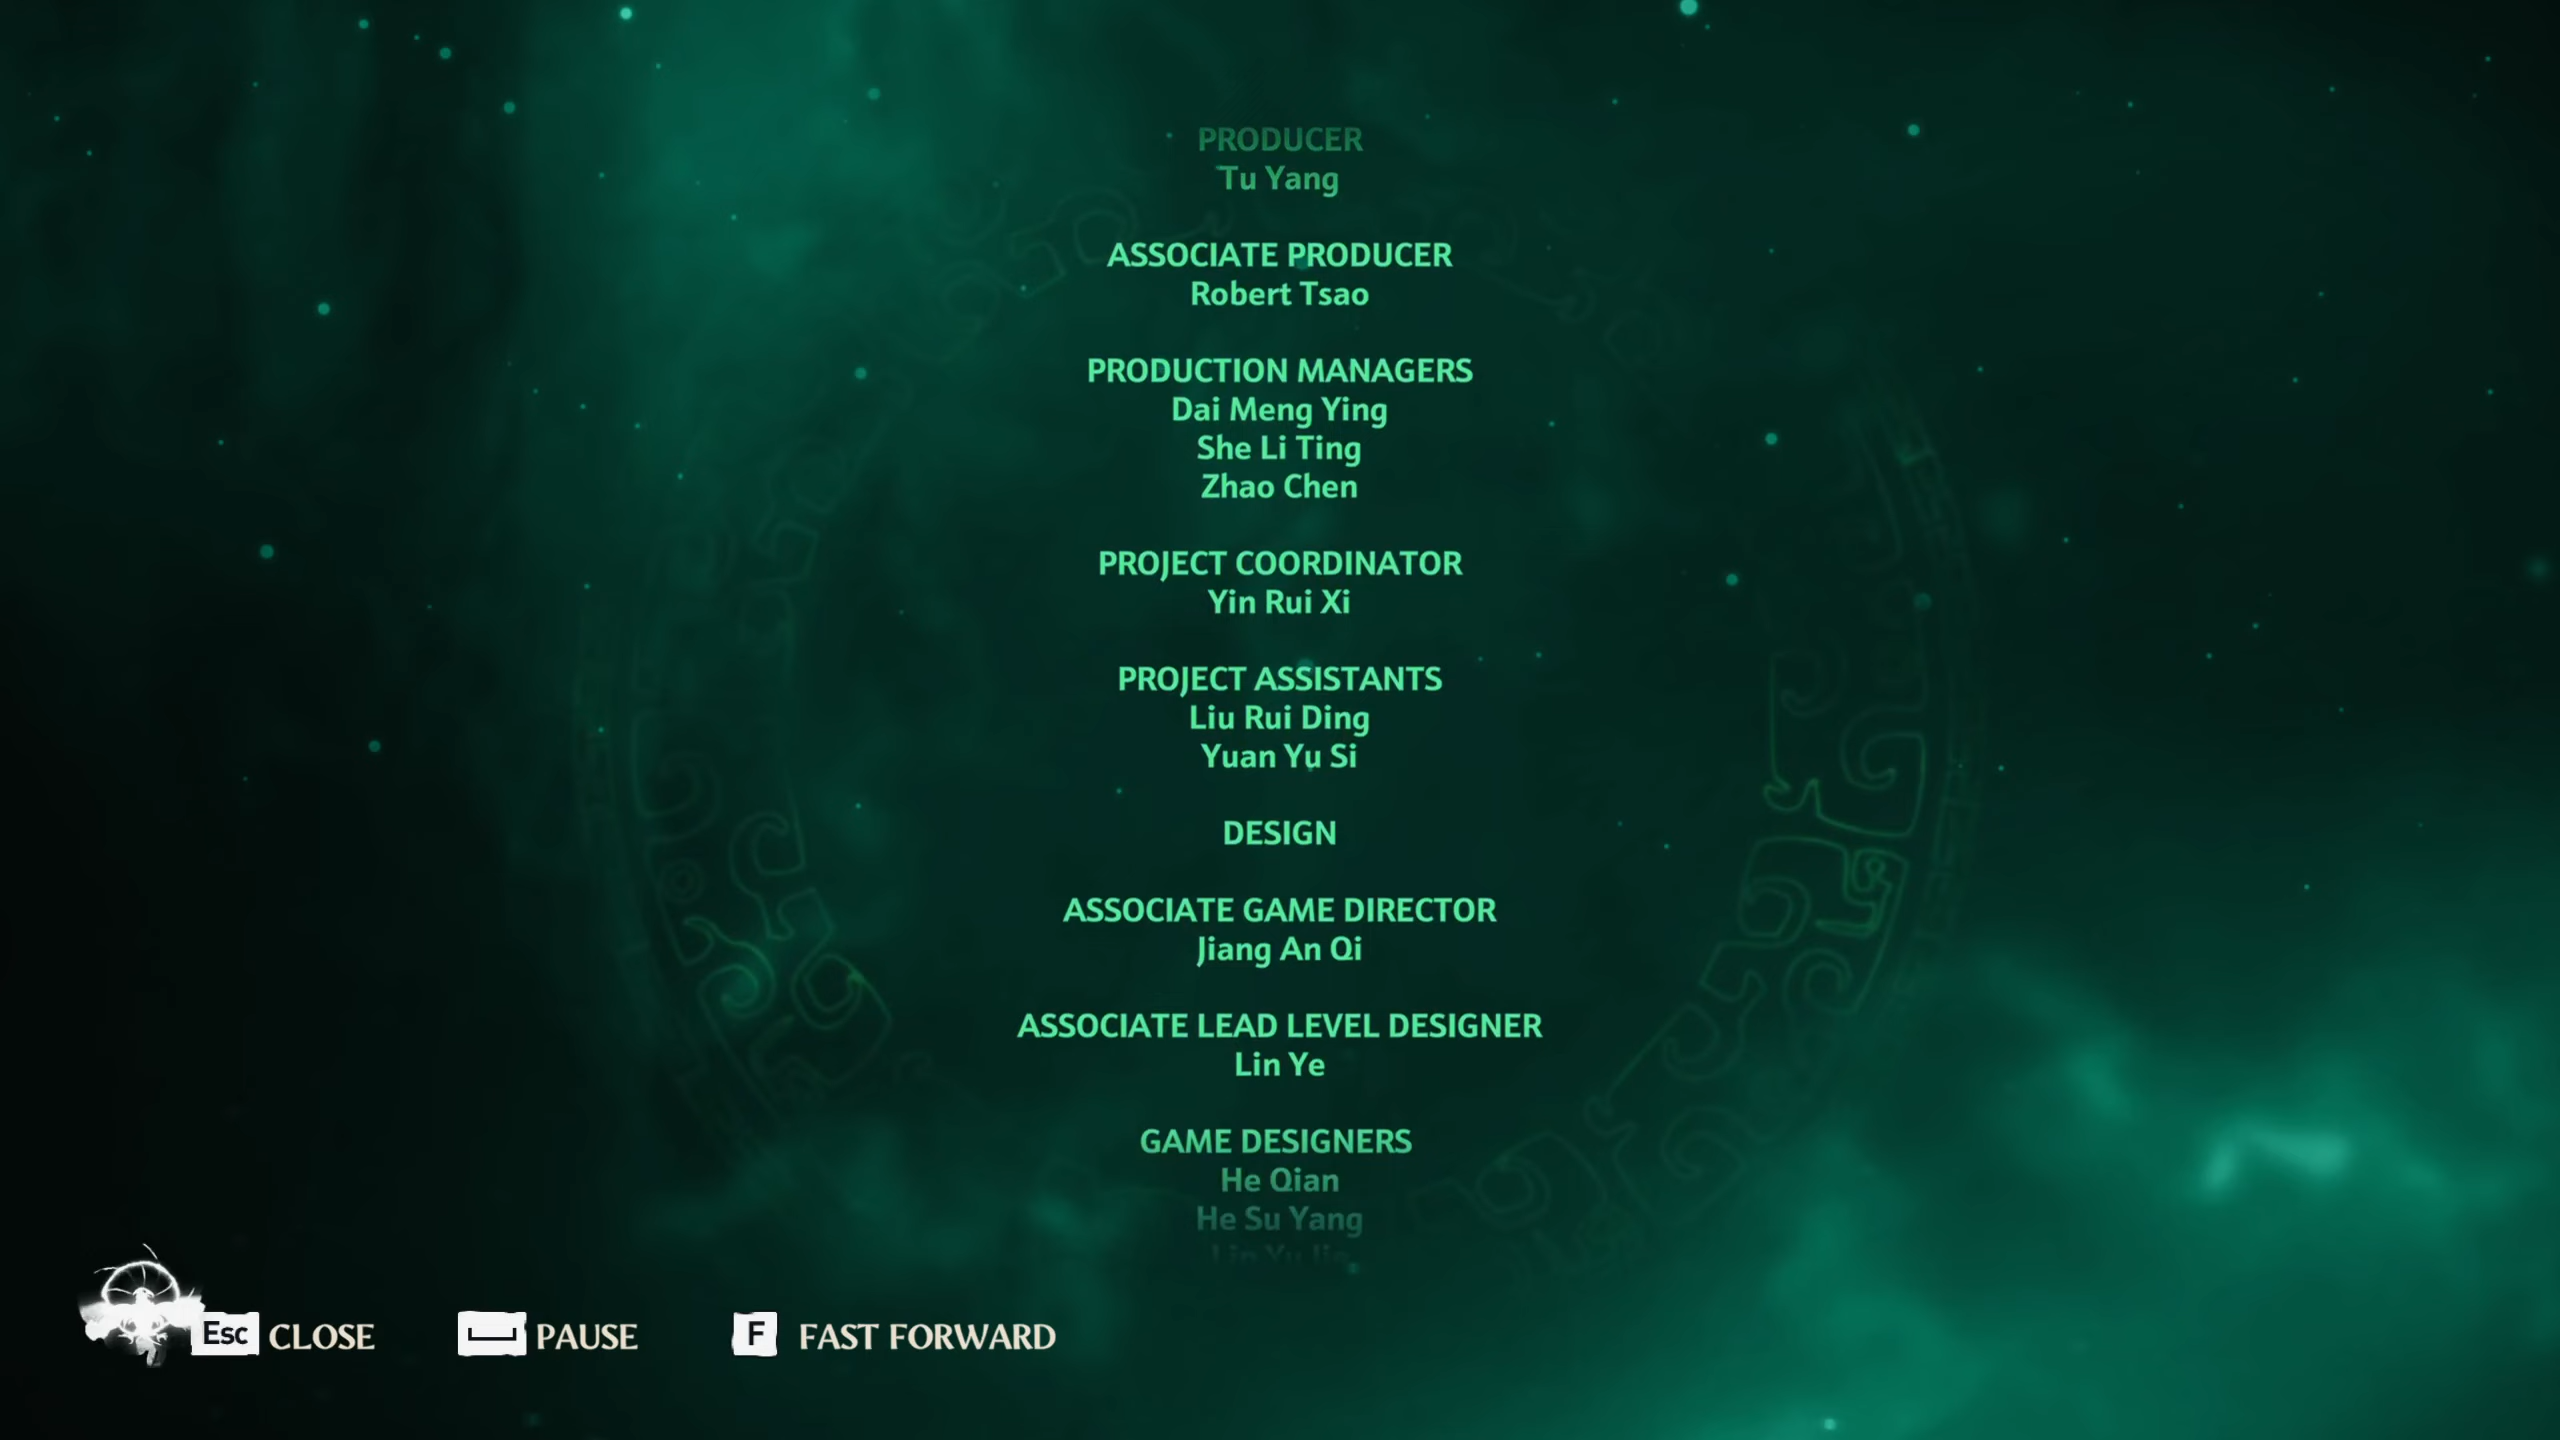 PRODUCER
Tu Yang
ASSOCIATE PRODUCER
Robert Tsao
PRODUCTION MANAGERS
Dai Meng Ying
She Li Ting
Zhao Chen
PROJECT COORDINATOR
Yin Rui Xi
PROJECT ASSISTANTS
Liu Rui Ding
Yuan Yu Si
DESIGN
ASSOCIATE GAME DIRECTOR
Jiang An Qi
ASSOCIATE LEAD LEVEL DESIGNER
Lin Ye
GAME DESIGNERS
He Qian
He Su Yang
Esc CLOSE
PAUSE
F FAST FORWARD